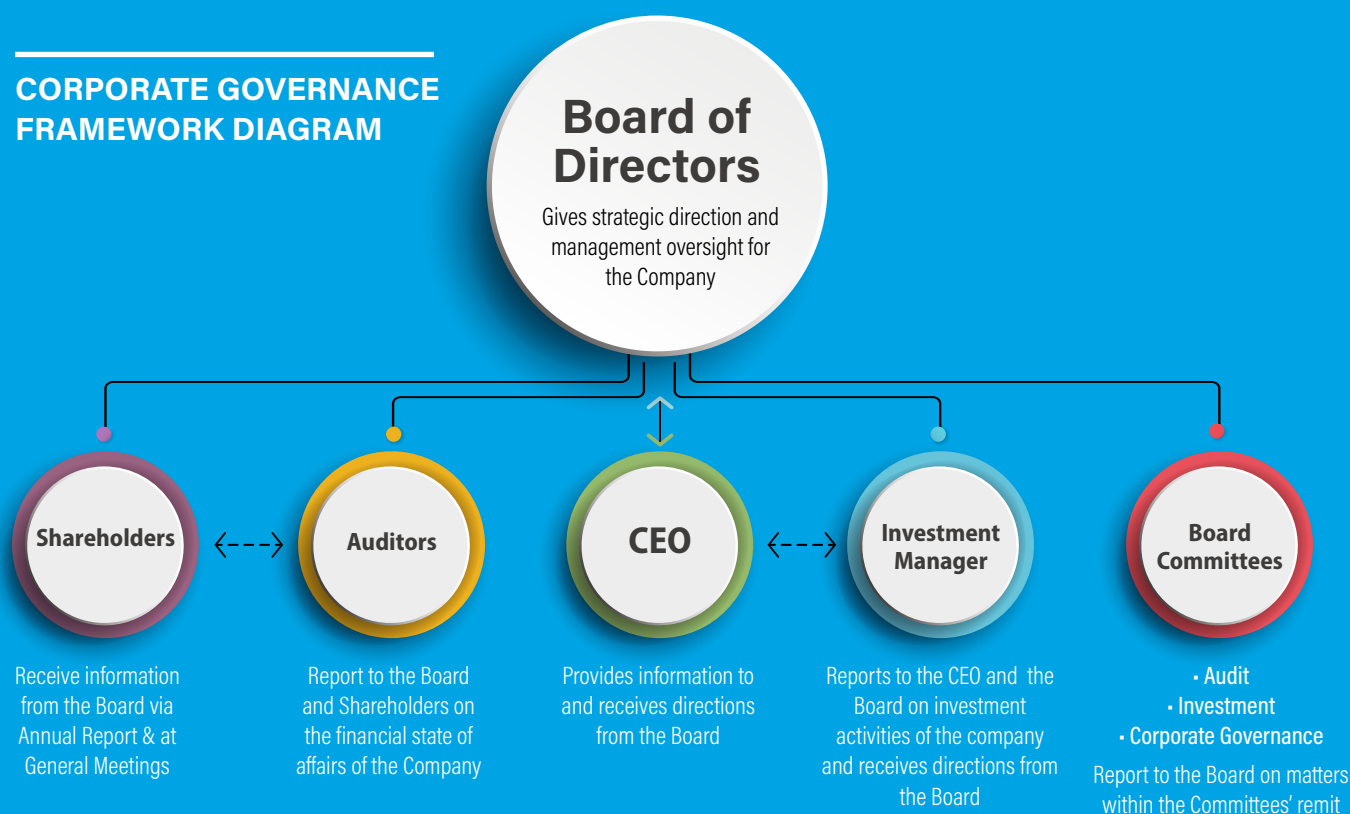 CORPORATE GOVERNANCE
FRAMEWORK DIAGRAM
Board of
Directors
Gives strategic direction and
management oversight for
the Company
Shareholders
Receive information
from the Board via
Annual Report & at
General Meetings
Auditors
Report to the Board
and Shareholders on
the financial state of
affairs of the Company
CEO
Provides information to
and receives directions
from the Board
Investment
Manager
Reports to the CEO and the
Board on investment
activities of the company
and receives directions from
the Board
Board
Committees
• Audit
• Investment
• Corporate Governance
Report to the Board on matters
within the Committees' remit